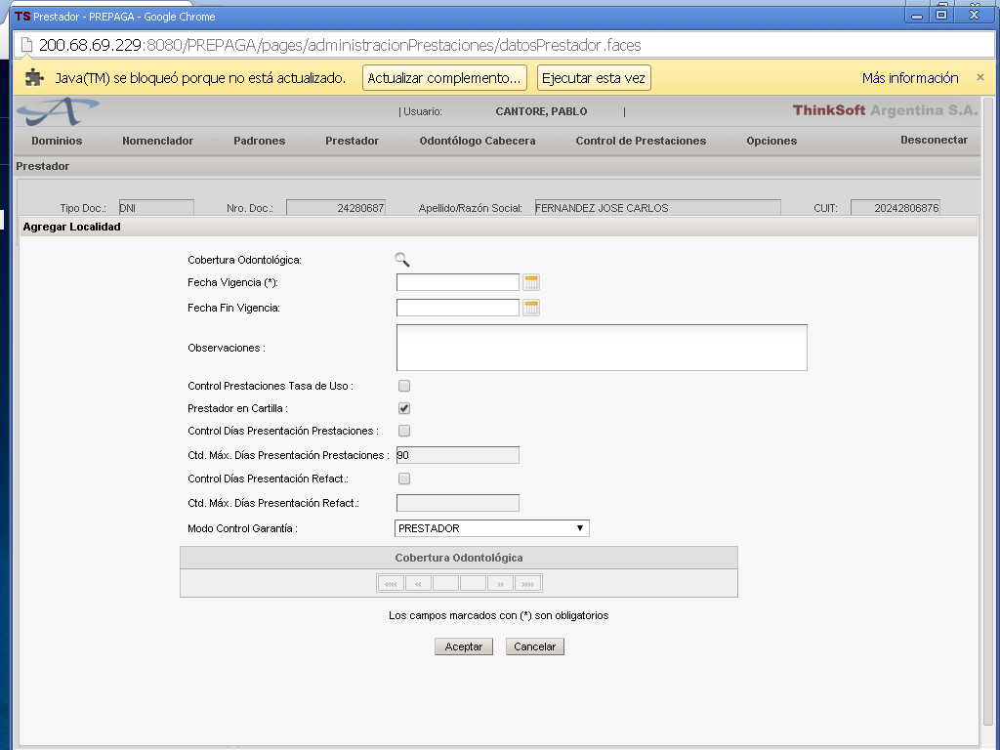 TS Prestador - PREPAGA - Google Chrome
200.68.69.229:8080/PREPAGA/pages/administracionPrestaciones/datosPrestador.faces
Java(TM) se bloqueó porque no está actualizado. Actualizar complemento... Ejecutar esta vez Más información ×
| Usuario: CANTORE, PABLO | ThinkSoft Argentina S.A.
Dominios Nomenclador Padrones Prestador Odontólogo Cabecera Control de Prestaciones Opciones Desconectar
Prestador
Tipo Doc.: DNI Nro. Doc.: 24280687 Apellido/Razón Social: FERNANDEZ JOSE CARLOS CUIT: 20242806876
Agregar Localidad
Cobertura Odontológica:
Fecha Vigencia (*):
Fecha Fin Vigencia:
Observaciones :
Control Prestaciones Tasa de Uso :
Prestador en Cartilla :
Control Días Presentación Prestaciones :
Ctd. Máx. Días Presentación Prestaciones : 90
Control Días Presentación Refact.:
Ctd. Máx. Días Presentación Refact.:
Modo Control Garantía : PRESTADOR
Cobertura Odontológica
«« « » »»
Los campos marcados con (*) son obligatorios
Aceptar Cancelar